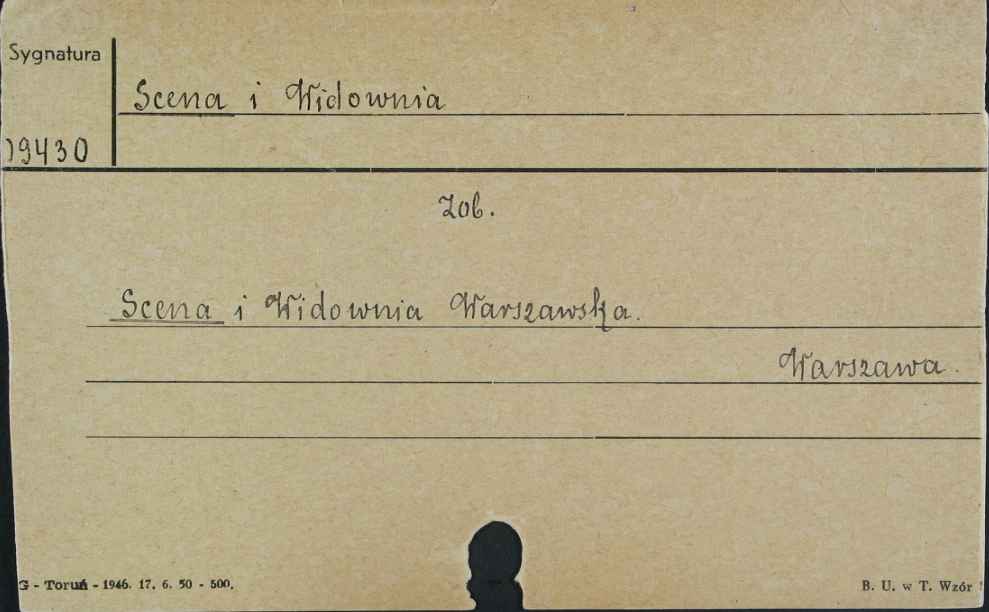 Sygnatura
Scena i Widownia
19430
Zob.
Scena i Widownia Warszawska.
Warszawa.
G - Toruń - 1946. 17. 6. 50 - 500.
B. U. w T. Wzór